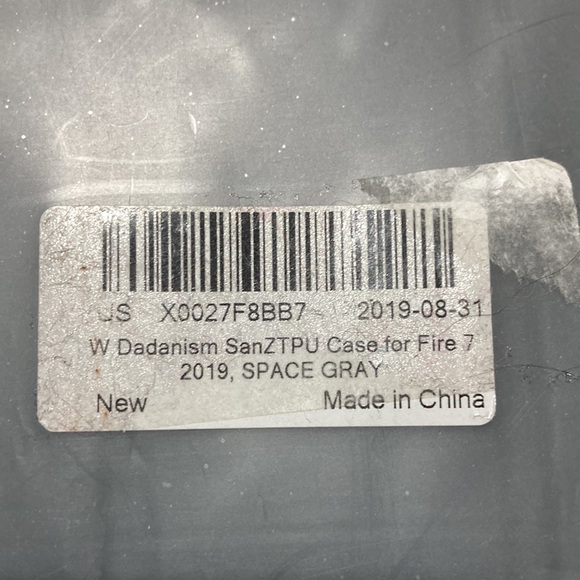 US X0027F8BB7 2019-08-31
W Dadanism SanZTPU Case for Fire 7
2019, SPACE GRAY
New Made in China